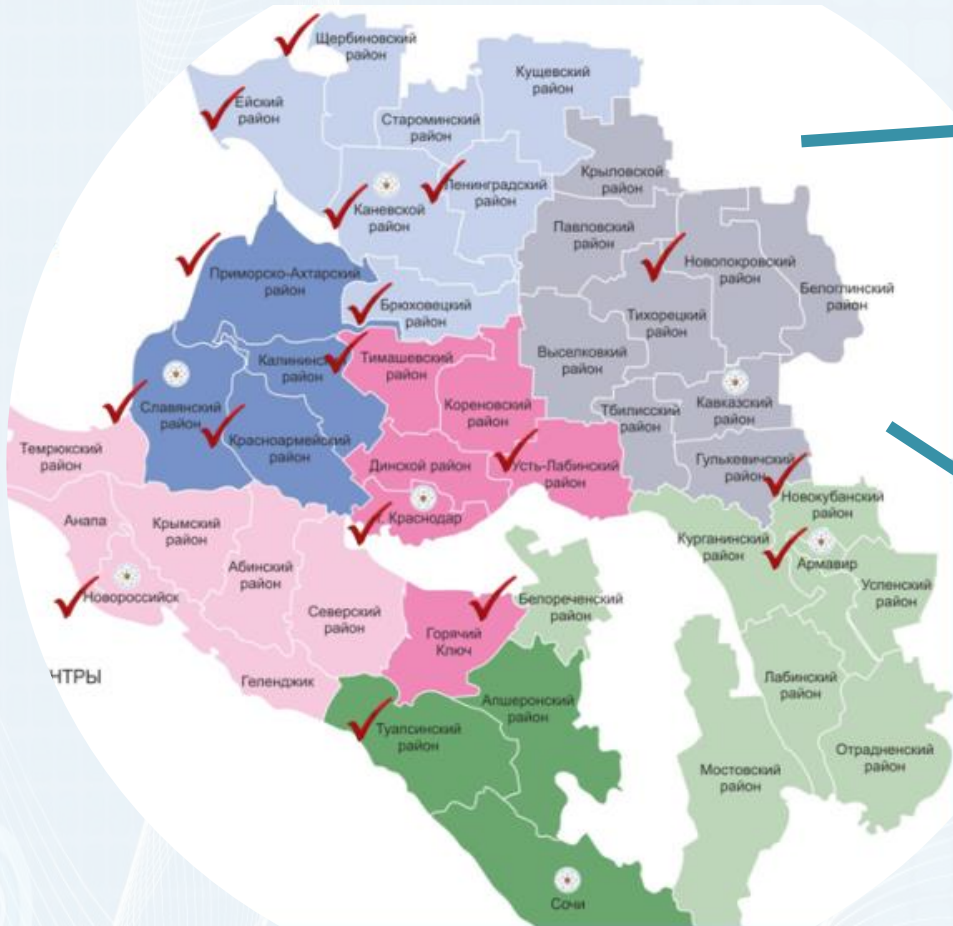 Щербиновский
район
Кущевский
район
Ейский
район
Староминский
район
Крыловской
район
Ленинградский
район
Каневской
район
Павловский
район
Новопокровский
район
Приморско-Ахтарский
район
Белоглинский
район
Брюховецкий
район
Тихорецкий
район
Выселковкий
район
Тимашевский
район
Калининс
район
Кореновский
район
Тбилисский
район
Кавказский
район
Славянский
район
Красноармейский
район
Темрюкский
район
Динской район
Усть-Лабинский
район
Гулькевичский
район
Новокубанский
район
Анапа
Крымский
район
г. Краснодар
Курганинский
район
Армавир
Абинский
район
Успенский
район
Новороссийск
Северский
район
Белореченский
район
Горячий
Ключ
НТРЫ
Геленджик
Лабинский
район
Апшеронский
район
Туапсинский
район
Отрадненский
район
Мостовский
район
Сочи